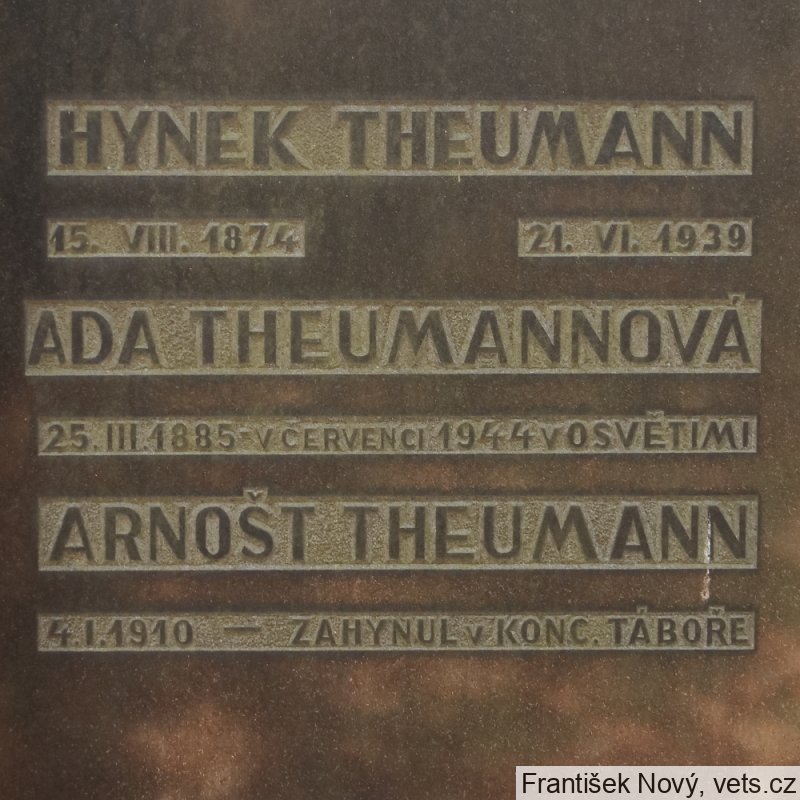 HYNEK THEUMANN
15. VIII. 1874 21. VI. 1939
ADA THEUMANNOVÁ
25. III. 1885 - V ČERVENCI 1944 V OSVĚTIMI
ARNOŠT THEUMANN
4. I. 1910 — ZAHYNUL V KONC. TÁBOŘE
František Nový, vets.cz